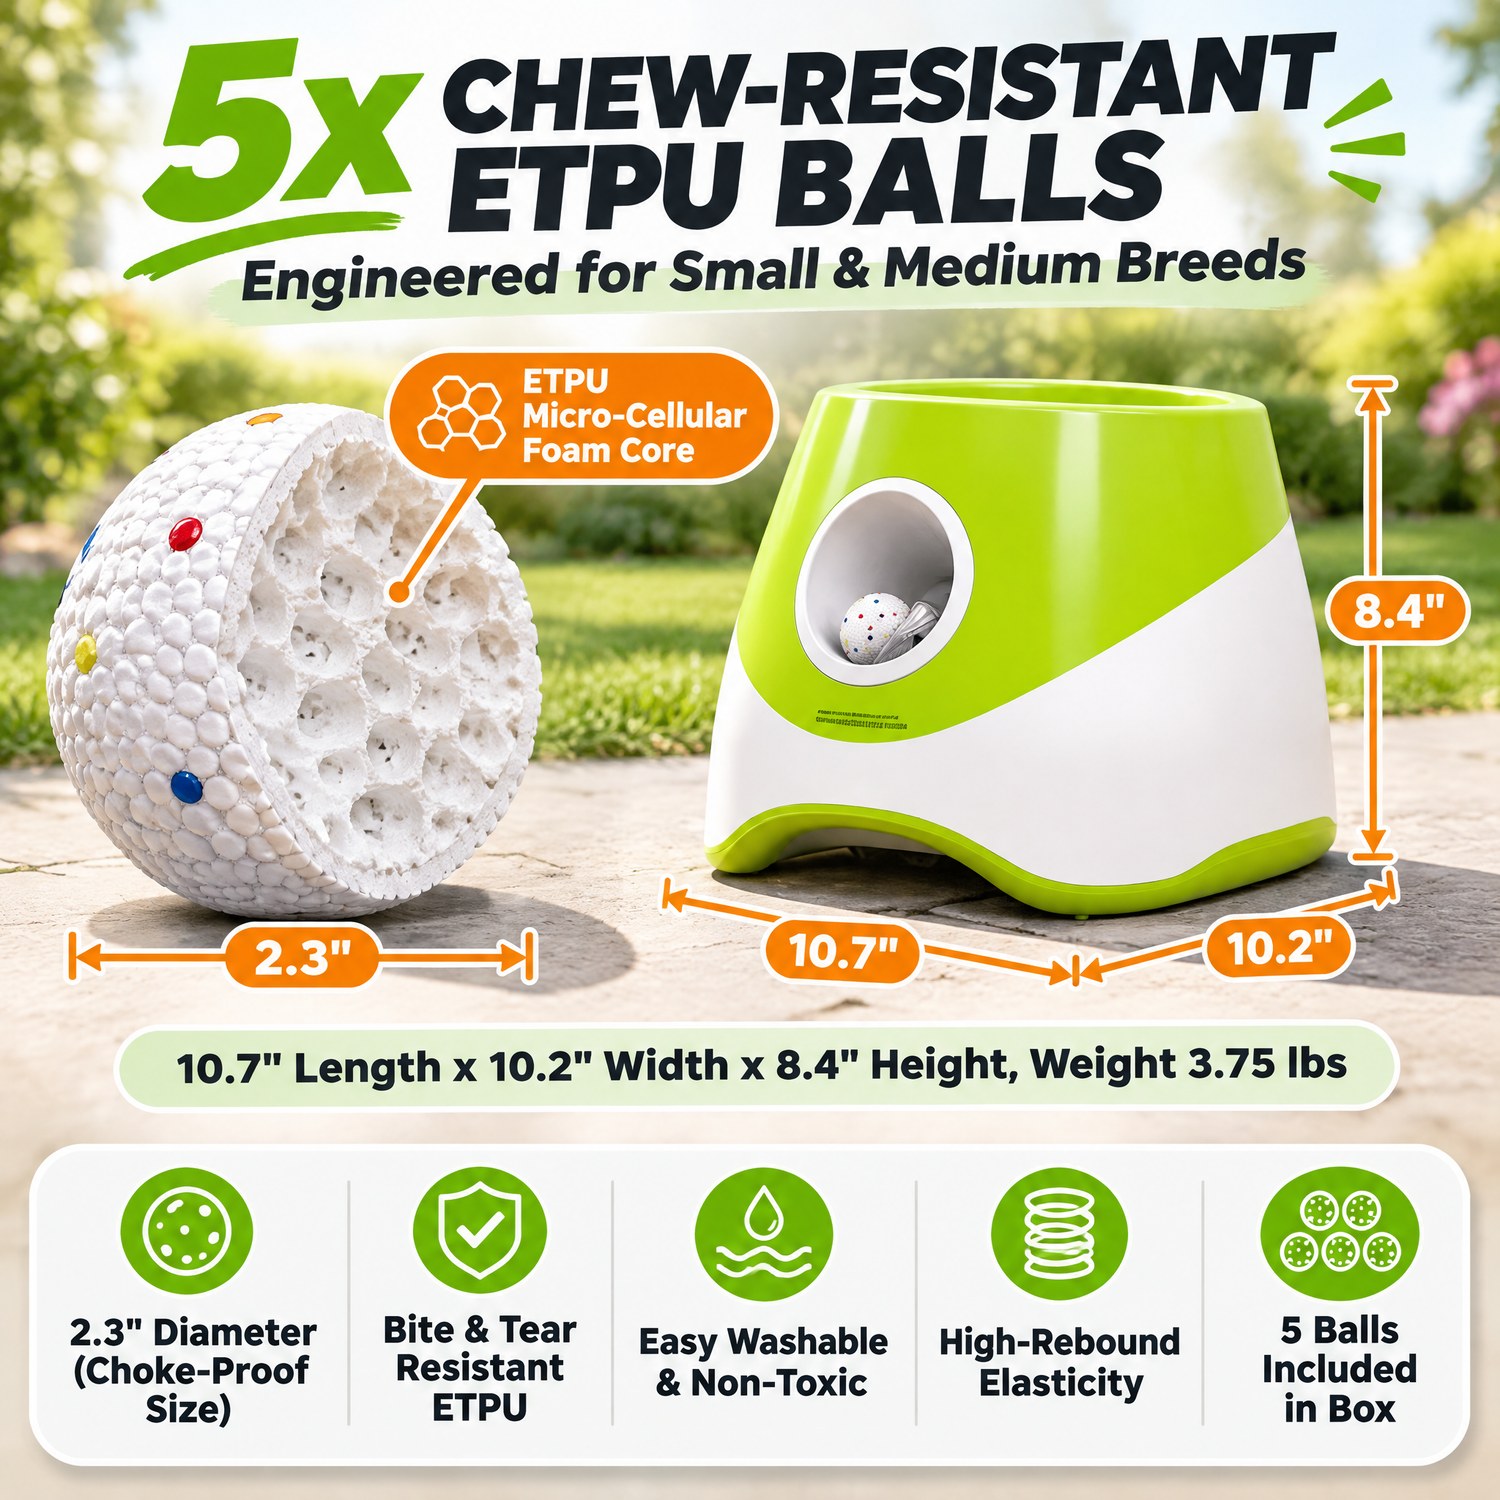 5x CHEW-RESISTANT
ETPU BALLS
Engineered for Small & Medium Breeds
ETPU
Micro-Cellular
Foam Core
8.4"
2.3"
10.7"
10.2"
10.7" Length x 10.2" Width x 8.4" Height, Weight 3.75 lbs
2.3" Diameter
(Choke-Proof
Size)
Bite & Tear
Resistant
ETPU
Easy Washable
& Non-Toxic
High-Rebound
Elasticity
5 Balls
Included
in Box